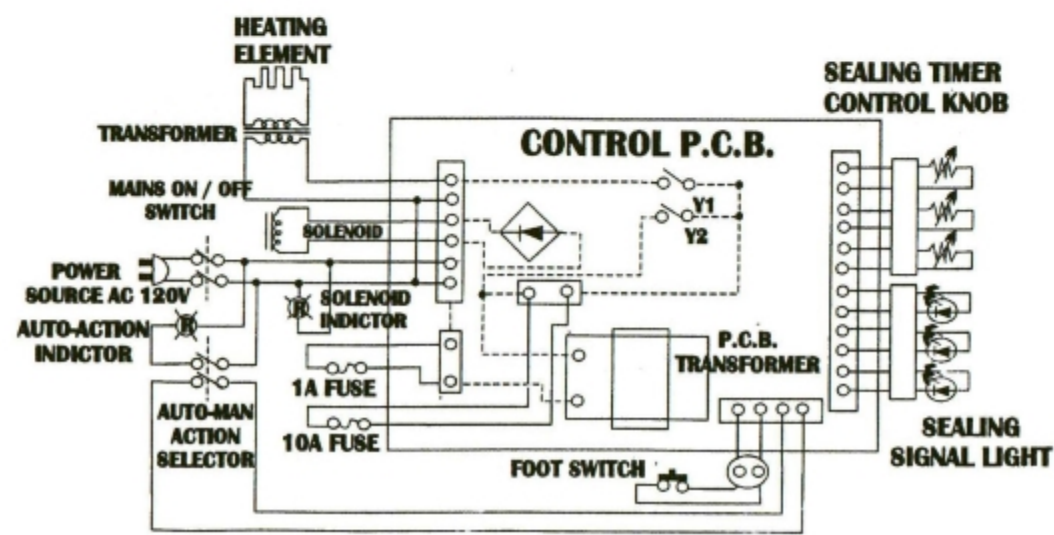 HEATING
ELEMENT
SEALING TIMER
CONTROL KNOB
TRANSFORMER
CONTROL P.C.B.
MAINS ON / OFF
SWITCH
SOLENOID
Y1
Y2
POWER
SOURCE AC 120V
R
R
SOLENOID
INDICTOR
AUTO-ACTION
INDICTOR
P.C.B.
TRANSFORMER
1A FUSE
10A FUSE
AUTO-MAN
ACTION
SELECTOR
FOOT SWITCH
SEALING
SIGNAL LIGHT